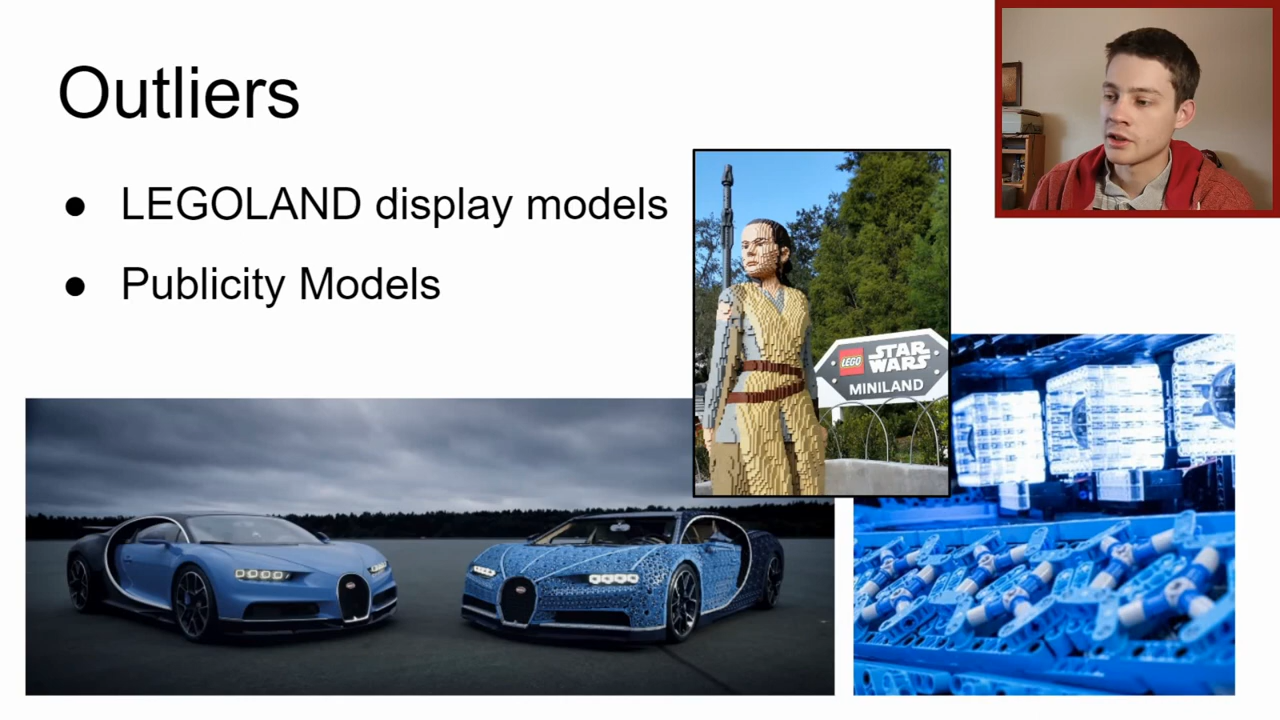 Outliers
● LEGOLAND display models
● Publicity Models
LEGO STAR
WARS
MINILAND